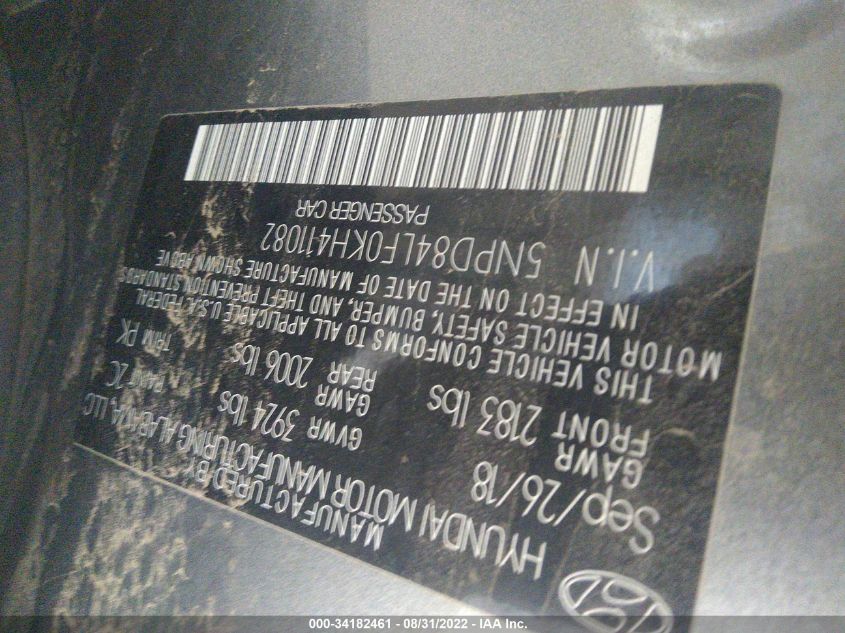 MANUFACTURED BY
HYUNDAI MOTOR MANUFACTURING ALABAMA, LLC
Sep/26/18 GVWR 3924 lbs PAINT 2C
GAWR FRONT 2183 lbs GAWR REAR 2006 lbs TRIM PK
THIS VEHICLE CONFORMS TO ALL APPLICABLE U.S.A. FEDERAL
MOTOR VEHICLE SAFETY, BUMPER, AND THEFT PREVENTION STANDARDS
IN EFFECT ON THE DATE OF MANUFACTURE SHOWN ABOVE
V.I.N 5NPD84LF0KH411082
PASSENGER CAR
000-34182461 - 08/31/2022 - IAA Inc.